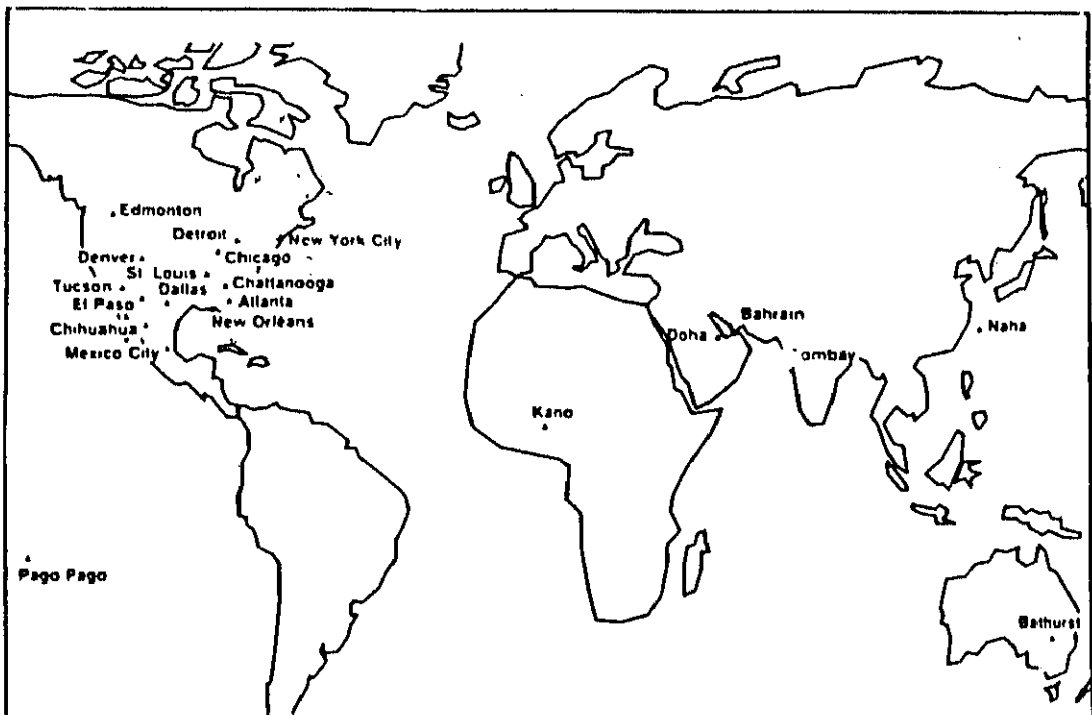 Edmonton
Detroit
New York City
Denver
Chicago
St Louis
Tucson
Dallas
Chattanooga
El Paso
Atlanta
New Orléans
Chihuahua
Mexico City
Bahrain
Doha
Naha
ombay
Kano
Pago Pago
Bathurst